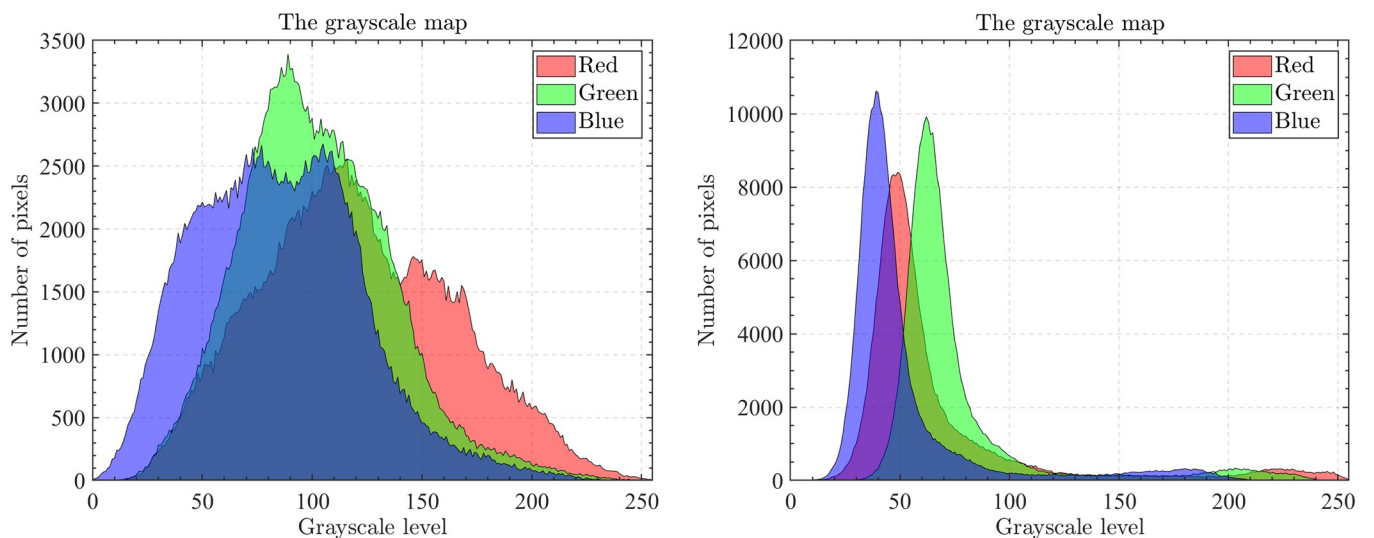 The grayscale map
3500
3000
2500
2000
1500
1000
500
0
Number of pixels
0 50 100 150 200 250
Grayscale level
Red
Green
Blue
The grayscale map
12000
10000
8000
6000
4000
2000
0
Number of pixels
0 50 100 150 200 250
Grayscale level
Red
Green
Blue